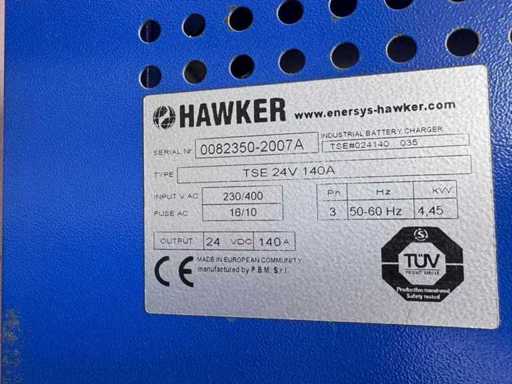 HAWKER www.enersys-hawker.com
SERIAL Nr 0082350-2007A INDUSTRIAL BATTERY CHARGER
TSE#024140 035
TYPE TSE 24V 140A
INPUT V AC 230/400 Ph Hz kW
FUSE AC 16/10 3 50-60 Hz 4,45
OUTPUT 24 VDC 140 A
CE MADE IN EUROPEAN COMMUNITY
manufactured by P.B.M. S.r.l.
S
TÜV
Production monitored
Safety tested